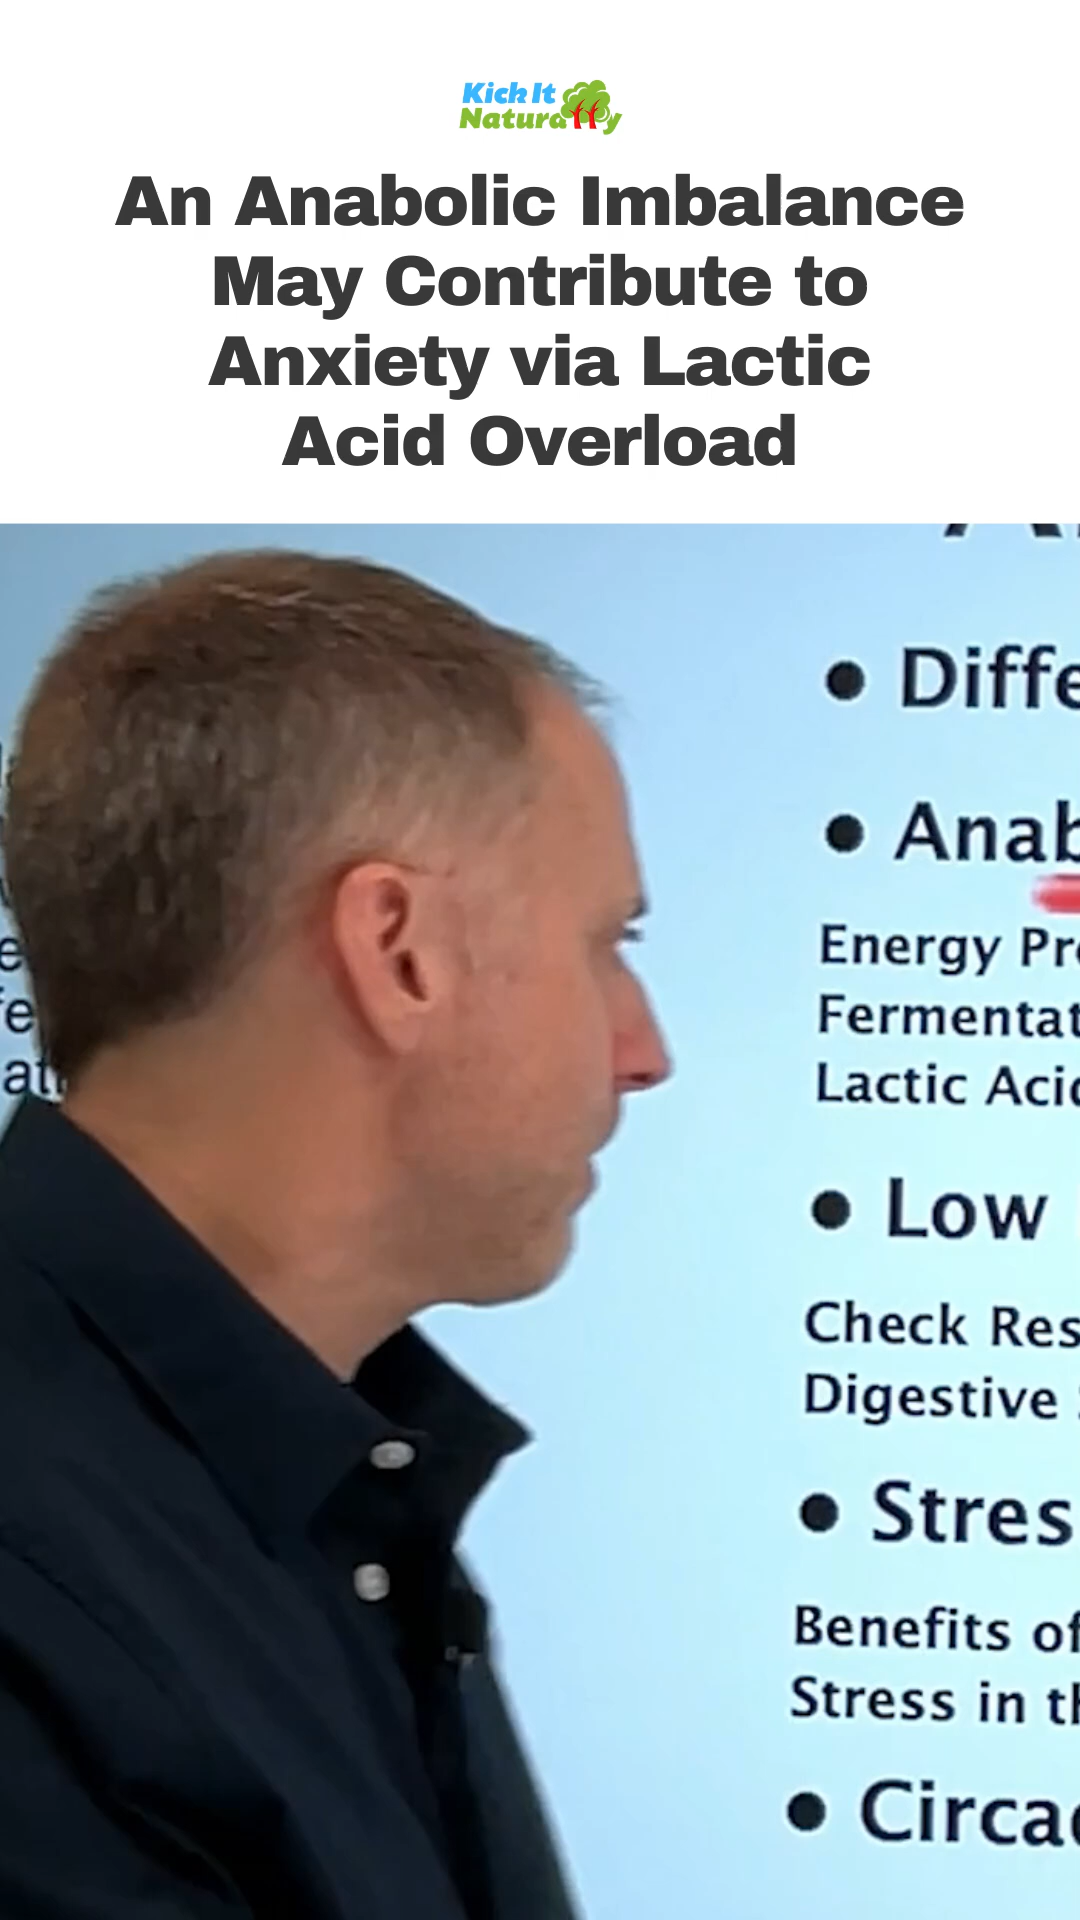 Kick It
Naturally
An Anabolic Imbalance
May Contribute to
Anxiety via Lactic
Acid Overload
Diffe
Anab
Energy Pr
Fermentat
Lactic Acid
Low
Check Res
Digestive
Stres
Benefits of
Stress in th
Circad